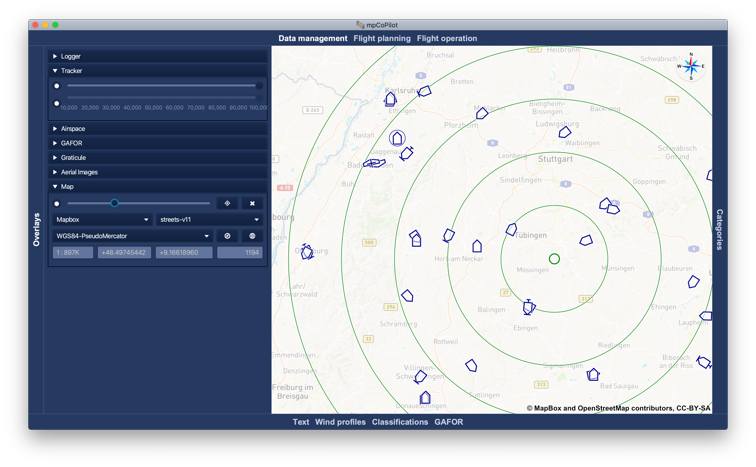 mpCoPilot
Data management Flight planning Flight operation
Overlays
Logger
Tracker
10,000 20,000 30,000 40,000 50,000 60,000 70,000 80,000 90,000 100,000
Airspace
GAFOR
Graticule
Aerial Images
Map
Mapbox
streets-v11
WGS84-PseudoMercator
1 : 897K
+48.49745442
+9.16618960
1194
Bruchsal
Heilbronn
Schwäbisch
N
W E
S
Karlsruhe
Bretten
Ettlingen
Pforzheim
Bietigheim-
Bissingen
Backnang
Rastatt
Ludwigsburg
Waiblingen
Gaggenau
Leonberg
Stuttgart
Schwäbisch
Gmünd
Bühl
Sindelfingen
Göppingen
Tübingen
Horb am Neckar
Mössingen
Münsingen
Blaubeuren
Lahr/
Schwarzwald
Balingen
Ehingen
Schramberg
Ebingen
Laupheim
Emmendingen
Rottweil
Riedlingen
Denzlingen
Villingen-
Schwenningen
Biberach
an der Riß
Freiburg im
Breisgau
Bad Saulgau
Donaueschingen
Tuttlingen
Categories
© MapBox and OpenStreetMap contributors, CC-BY-SA
Text Wind profiles Classifications GAFOR